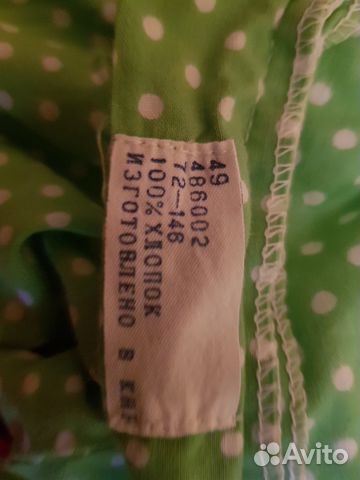 49
486002
72-146
100% ХЛОПОК
ИЗГОТОВЛЕНО В
Avito